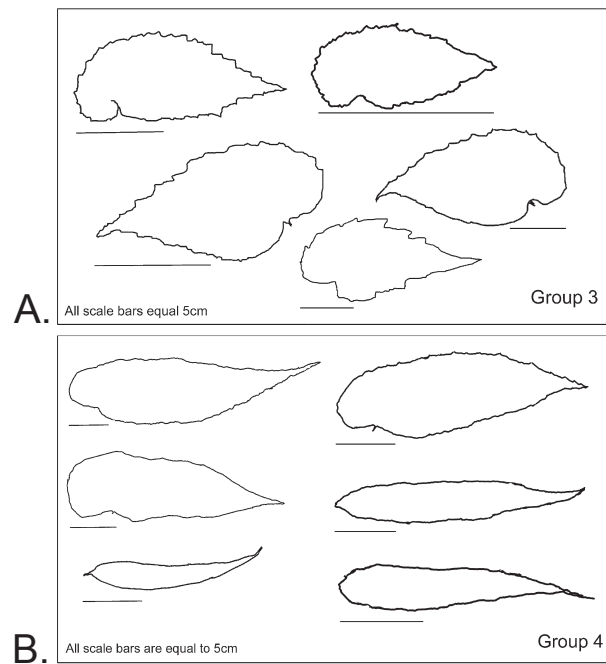 A.
All scale bars equal 5cm
Group 3
B.
All scale bars are equal to 5cm
Group 4